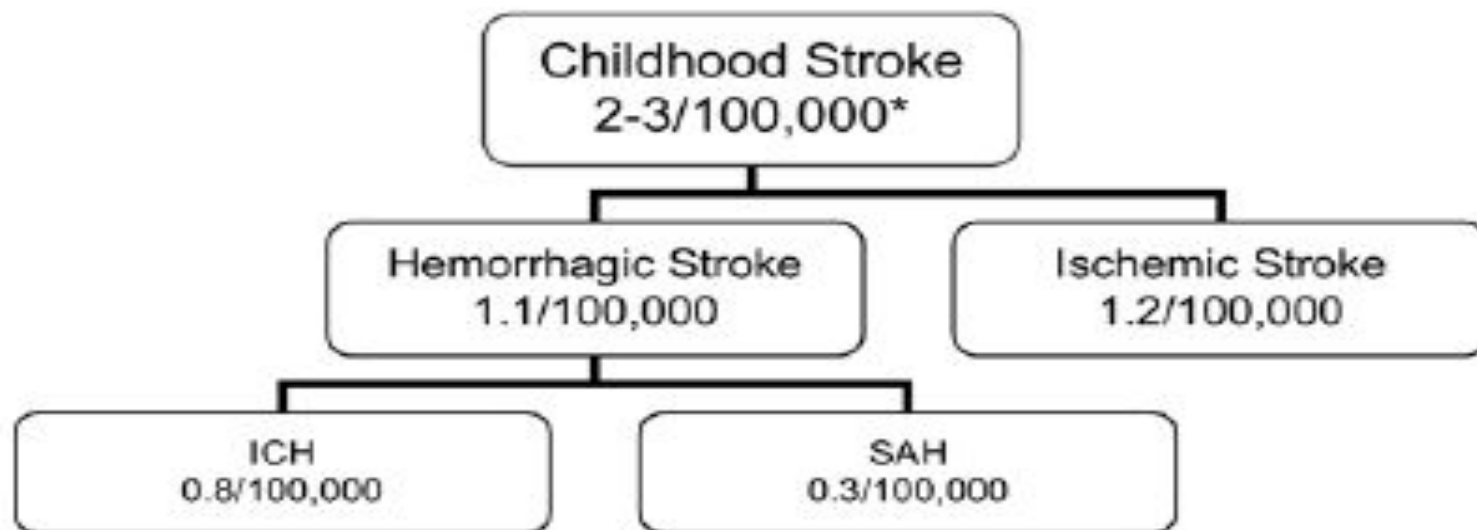 Childhood Stroke
2-3/100,000*
Hemorrhagic Stroke
1.1/100,000
Ischemic Stroke
1.2/100,000
ICH
0.8/100,000
SAH
0.3/100,000